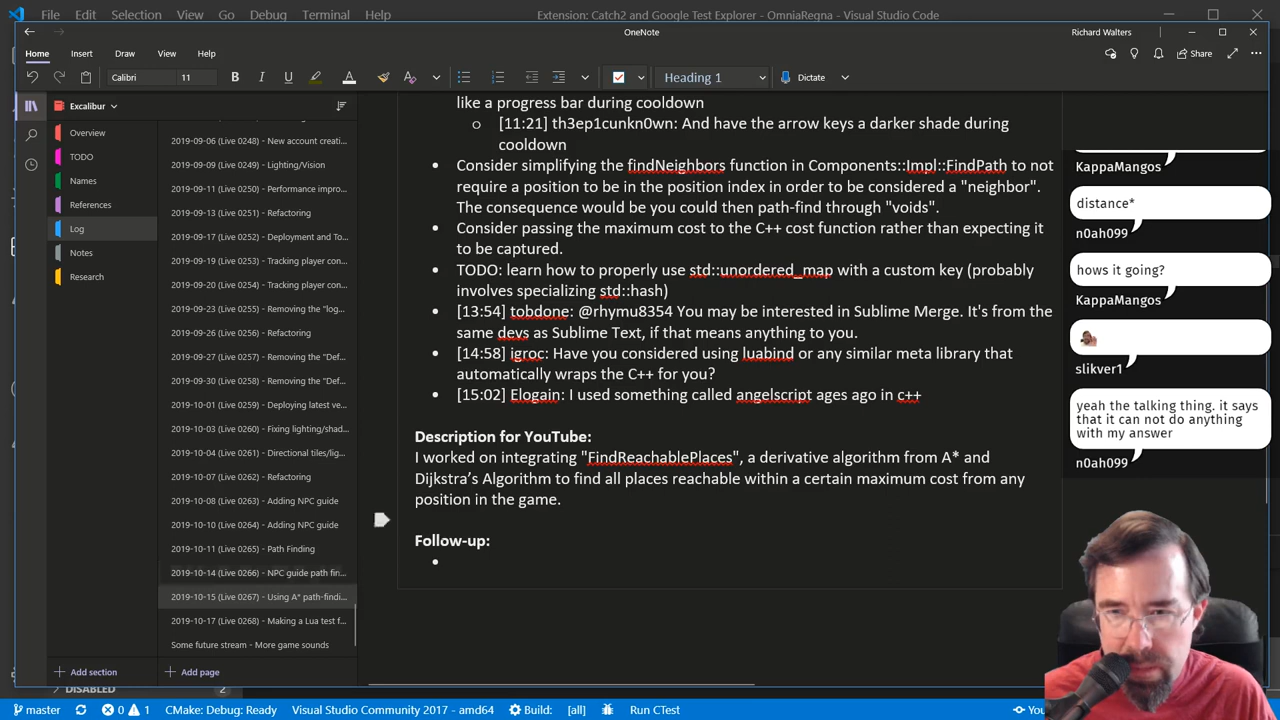 File Edit Selection View Go Debug Terminal Help
Extension: Catch2 and Google Test Explorer - OmniaRegna - Visual Studio Code
OneNote
Richard Walters
Home Insert Draw View Help
Share
Calibri 11
B I U A
Heading 1
Dictate
Excalibur
Overview
TODO
Names
References
Log
Notes
Research
2019-09-06 (Live 0248) - New account creati...
2019-09-09 (Live 0249) - Lighting/Vision
2019-09-11 (Live 0250) - Performance impro...
2019-09-13 (Live 0251) - Refactoring
2019-09-17 (Live 0252) - Deployment and To...
2019-09-19 (Live 0253) - Tracking player con...
2019-09-20 (Live 0254) - Tracking player con...
2019-09-23 (Live 0255) - Removing the "log...
2019-09-26 (Live 0256) - Refactoring
2019-09-27 (Live 0257) - Removing the "Def...
2019-09-30 (Live 0258) - Removing the "Def...
2019-10-01 (Live 0259) - Deploying latest ve...
2019-10-03 (Live 0260) - Fixing lighting/shad...
2019-10-04 (Live 0261) - Directional tiles/lig...
2019-10-07 (Live 0262) - Refactoring
2019-10-08 (Live 0263) - Adding NPC guide
2019-10-10 (Live 0264) - Adding NPC guide
2019-10-11 (Live 0265) - Path Finding
2019-10-14 (Live 0266) - NPC guide path fin...
2019-10-15 (Live 0267) - Using A* path-findi...
2019-10-17 (Live 0268) - Making a Lua test f...
Some future stream - More game sounds
Add section
Add page
like a progress bar during cooldown
o [11:21] th3ep1cunkn0wn: And have the arrow keys a darker shade during
cooldown
• Consider simplifying the findNeighbors function in Components::Impl::FindPath to not
require a position to be in the position index in order to be considered a "neighbor".
The consequence would be you could then path-find through "voids".
• Consider passing the maximum cost to the C++ cost function rather than expecting it
to be captured.
• TODO: learn how to properly use std::unordered_map with a custom key (probably
involves specializing std::hash)
• [13:54] tobdone: @rhymu8354 You may be interested in Sublime Merge. It's from the
same devs as Sublime Text, if that means anything to you.
• [14:58] igroc: Have you considered using luabind or any similar meta library that
automatically wraps the C++ for you?
• [15:02] Elogain: I used something called angelscript ages ago in c++
Description for YouTube:
I worked on integrating "FindReachablePlaces", a derivative algorithm from A* and
Dijkstra's Algorithm to find all places reachable within a certain maximum cost from any
position in the game.
Follow-up:
•
KappaMangos
distance*
n0ah099
hows it going?
KappaMangos
slikver1
yeah the talking thing. it says
that it can not do anything
with my answer
n0ah099
DISABLED 2
master 0 1 CMake: Debug: Ready Visual Studio Community 2017 - amd64 Build: [all] Run CTest